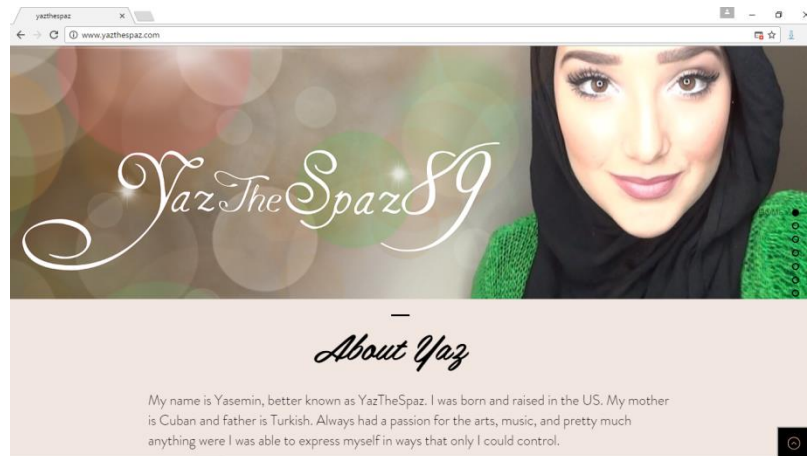 yazthespaz
www.yazthespaz.com
YazTheSpaz89
About Yaz
My name is Yasemin, better known as YazTheSpaz. I was born and raised in the US. My mother
is Cuban and father is Turkish. Always had a passion for the arts, music, and pretty much
anything were I was able to express myself in ways that only I could control.